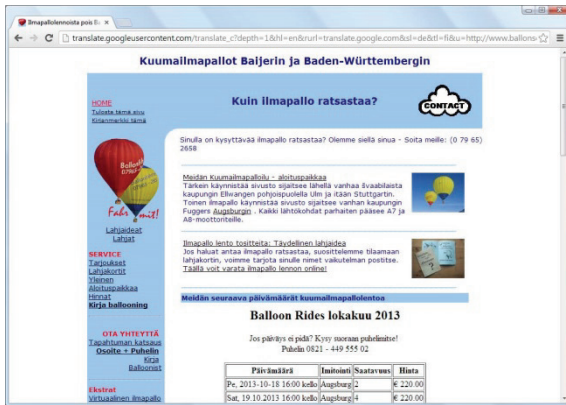 Ilmapallolennoista pois B
translate.googleusercontent.com/translate_c?depth=1&hl=en&rurl=translate.google.com&sl=de&tl=fi&u=http://www.ballons
Kuumailmapallot Baijerin ja Baden-Württembergin
HOME
Tulosta tämä sivu
Kirjanmerkki tämä
Kuin ilmapallo ratsastaa?
CONTACT
Sinulla on kysyttävää ilmapallo ratsastaa? Olemme siellä sinua - Soita meille: (0 79 65)
2658
Fahr mit!
Lahjaideat
Lahjat
SERVICE
Tarjoukset
Lahjakortit
Yleinen
Aloituspaikkaa
Hinnat
Kirja ballooning
OTA YHTEYTTÄ
Tapahtuman katsaus
Osoite + Puhelin
Kirja
Balloonist
Ekstrat
Virtuaalinen ilmapallo
Meidän Kuumailmapalloilu - aloituspaikkaa
Tärkein käynnistää sivusto sijaitsee lähellä vanhaa švaabilaista
kaupungin Ellwangen pohjoispuolella Ulm ja itään Stuttgartin.
Toinen ilmapallo käynnistää sivusto sijaitsee vanhan kaupungin
Fuggers Augsburgin . Kaikki lähtökohdat parhaiten pääsee A7 ja
A8-moottoriteille.
Ilmapallo lento tositteita: Täydellinen lahjaidea
Jos haluat antaa ilmapallo ratsastaa, suosittelemme tilaamaan
lahjakortin, voimme tarjota sinulle nimet vaikutelman postitse.
Täällä voit varata ilmapallo lennon online!
Meidän seuraava päivämäärät kuumailmapallolentoa
Balloon Rides lokakuu 2013
Jos päiväys ei pidä? Kysy suoraan puhelimitse!
Puhelin 0821 - 449 555 02
Päivämäärä Imitointi Saatavuus Hinta
Pe, 2013-10-18 16:00 kello Augsburg 2 € 220.00
Sat, 19.10.2013 16:00 kello Augsburg 4 € 220.00